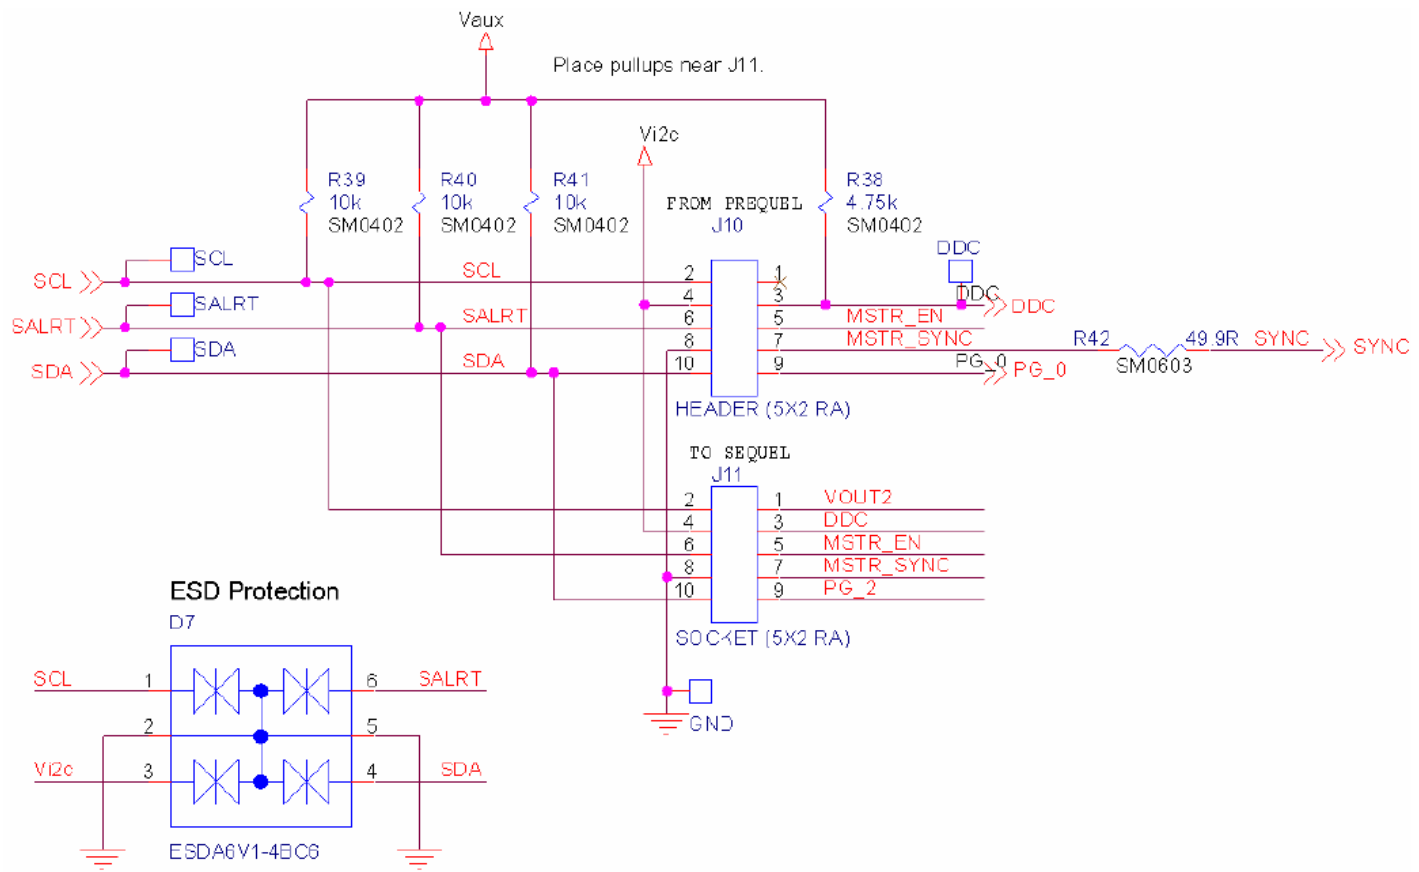 Vaux
Place pullups near J11.
Vi2c
R39
10k
SM0402
R40
10k
SM0402
R41
10k
SM0402
R38
4.75k
SM0402
FROM PREQUEL
J10
SCL
SCL
SCL
2
1
DDC
DDC
DDC
4
3
SALRT
SALRT
SALRT
6
5
MSTR_EN
SDA
8
7
MSTR_SYNC
R42
49.9R
SM0603
SYNC
SYNC
SDA
SDA
10
9
PG_0
PG_0
HEADER (5X2 RA)
TO SEQUEL
J11
2
1
VOUT2
4
3
DDC
6
5
MSTR_EN
8
7
MSTR_SYNC
10
9
PG_2
SOCKET (5X2 RA)
GND
ESD Protection
D7
SCL
1
6
SALRT
2
5
Vi2c
3
4
SDA
ESDA6V1-4BC6